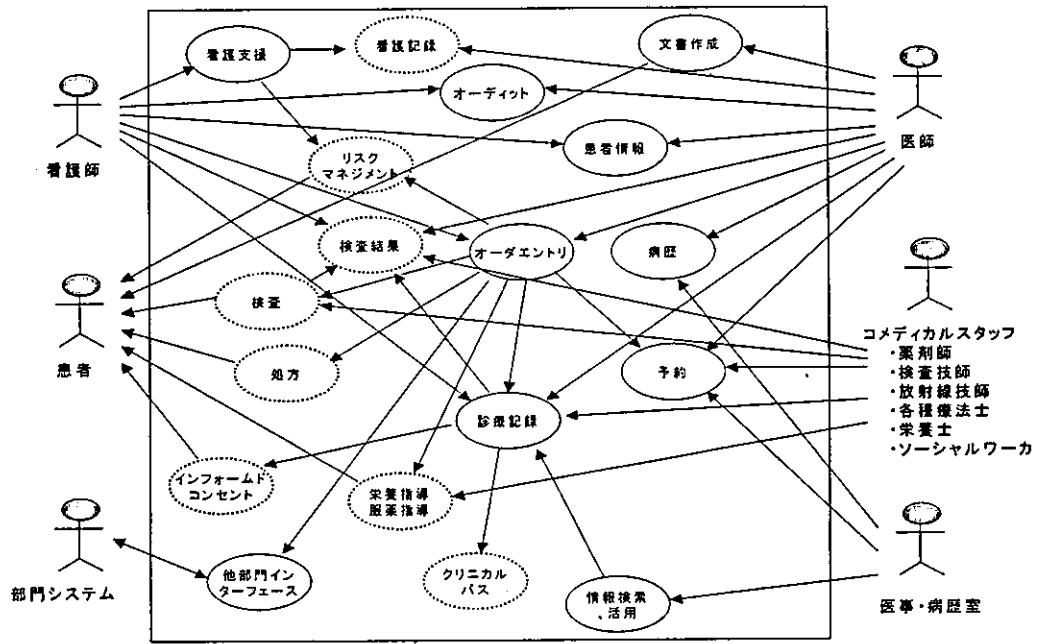 看護支援
看護記録
文書作成
オーディット
看護師
医師
患者情報
リスク
マネジメント
検査結果
オーダエントリ
病歴
検査
コメディカルスタッフ
・薬剤師
・検査技師
・放射線技師
・各種療法士
・栄養士
・ソーシャルワーカ
患者
処方
予約
診療記録
インフォームド
コンセント
栄養指導
服薬指導
他部門イン
ターフェース
クリニカル
パス
情報検索
、活用
部門システム
医事・病歴室